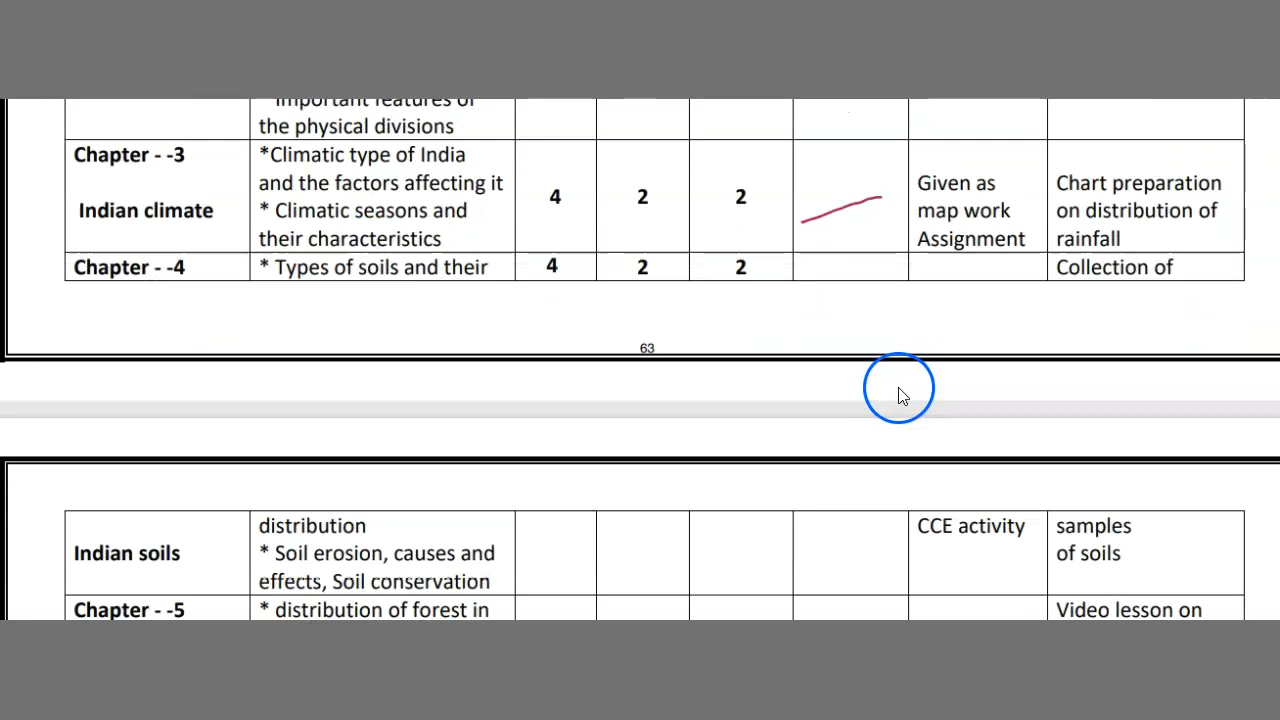 Important features of
the physical divisions
Chapter - -3
Indian climate
*Climatic type of India
and the factors affecting it
* Climatic seasons and
their characteristics
4
2
2
Given as
map work
Assignment
Chart preparation
on distribution of
rainfall
Chapter - -4
* Types of soils and their
4
2
2
Collection of
63
Indian soils
distribution
* Soil erosion, causes and
effects, Soil conservation
CCE activity
samples
of soils
Chapter - -5
* distribution of forest in
Video lesson on